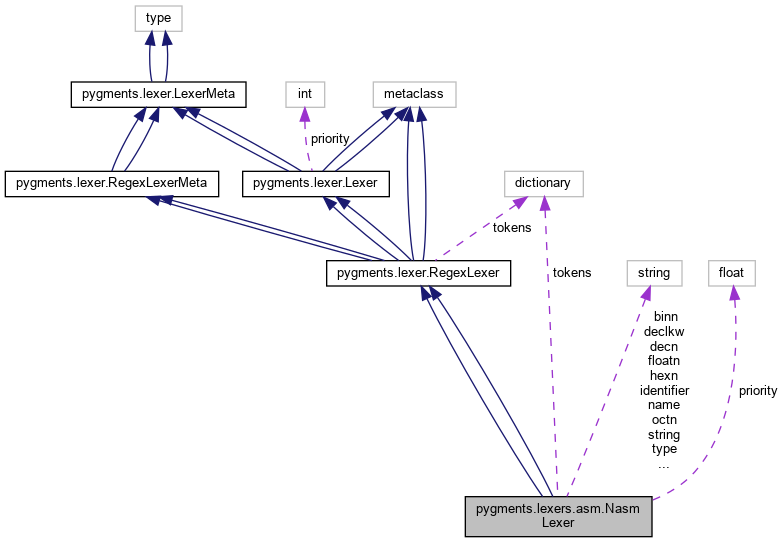 type
pygments.lexer.LexerMeta
int
metaclass
priority
pygments.lexer.RegexLexerMeta
pygments.lexer.Lexer
dictionary
tokens
pygments.lexer.RegexLexer
tokens
string
float
binn
declkw
decn
floatn
hexn
identifier
name
octn
string
type
...
priority
pygments.lexers.asm.Nasm
Lexer